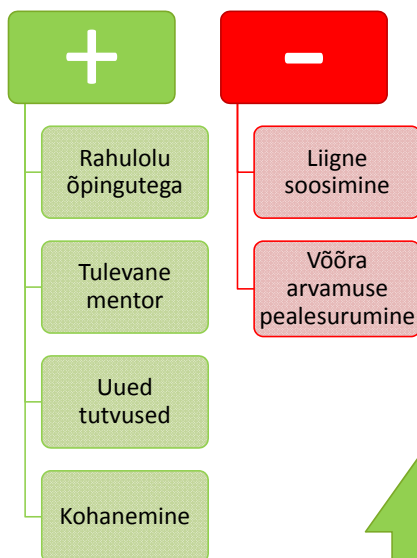 +
Rahulolu
õpingutega
Tulevane
mentor
Uued
tutvused
Kohanemine
-
Liigne
soosimine
Võõra
arvamuse
pealesurumine